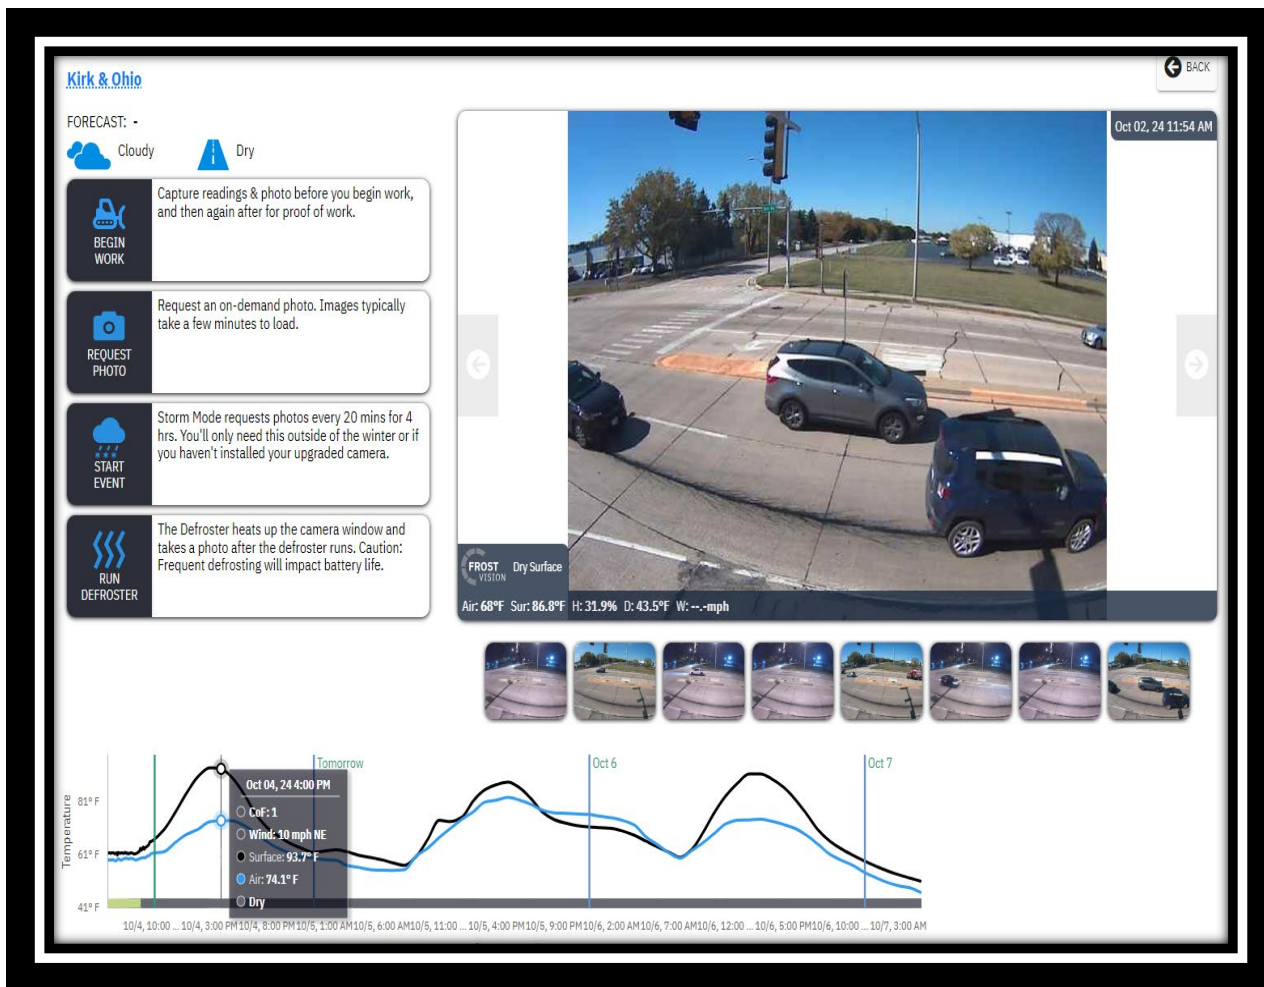 Kirk & Ohio
BACK
FORECAST: -
Cloudy
Dry
BEGIN
WORK
Capture readings & photo before you begin work,
and then again after for proof of work.
REQUEST
PHOTO
Request an on-demand photo. Images typically
take a few minutes to load.
START
EVENT
Storm Mode requests photos every 20 mins for 4
hrs. You'll only need this outside of the winter or if
you haven't installed your upgraded camera.
RUN
DEFROSTER
The Defroster heats up the camera window and
takes a photo after the defroster runs. Caution:
Frequent defrosting will impact battery life.
Oct 02, 24 11:54 AM
FROST
VISION
Dry Surface
Air: 68°F Sur: 86.8°F H: 31.9% D: 43.5°F W: --.-mph
Tomorrow
Oct 6
Oct 7
Temperature
81° F
61° F
41° F
Oct 04, 24 4:00 PM
CoF: 1
Wind: 10 mph NE
Surface: 93.7° F
Air: 74.1° F
Dry
10/4, 10:00 ... 10/4, 3:00 PM 10/4, 8:00 PM 10/5, 1:00 AM 10/5, 6:00 AM 10/5, 11:00 ... 10/5, 4:00 PM 10/5, 9:00 PM 10/6, 2:00 AM 10/6, 7:00 AM 10/6, 12:00 ... 10/6, 5:00 PM 10/6, 10:00 ... 10/7, 3:00 AM